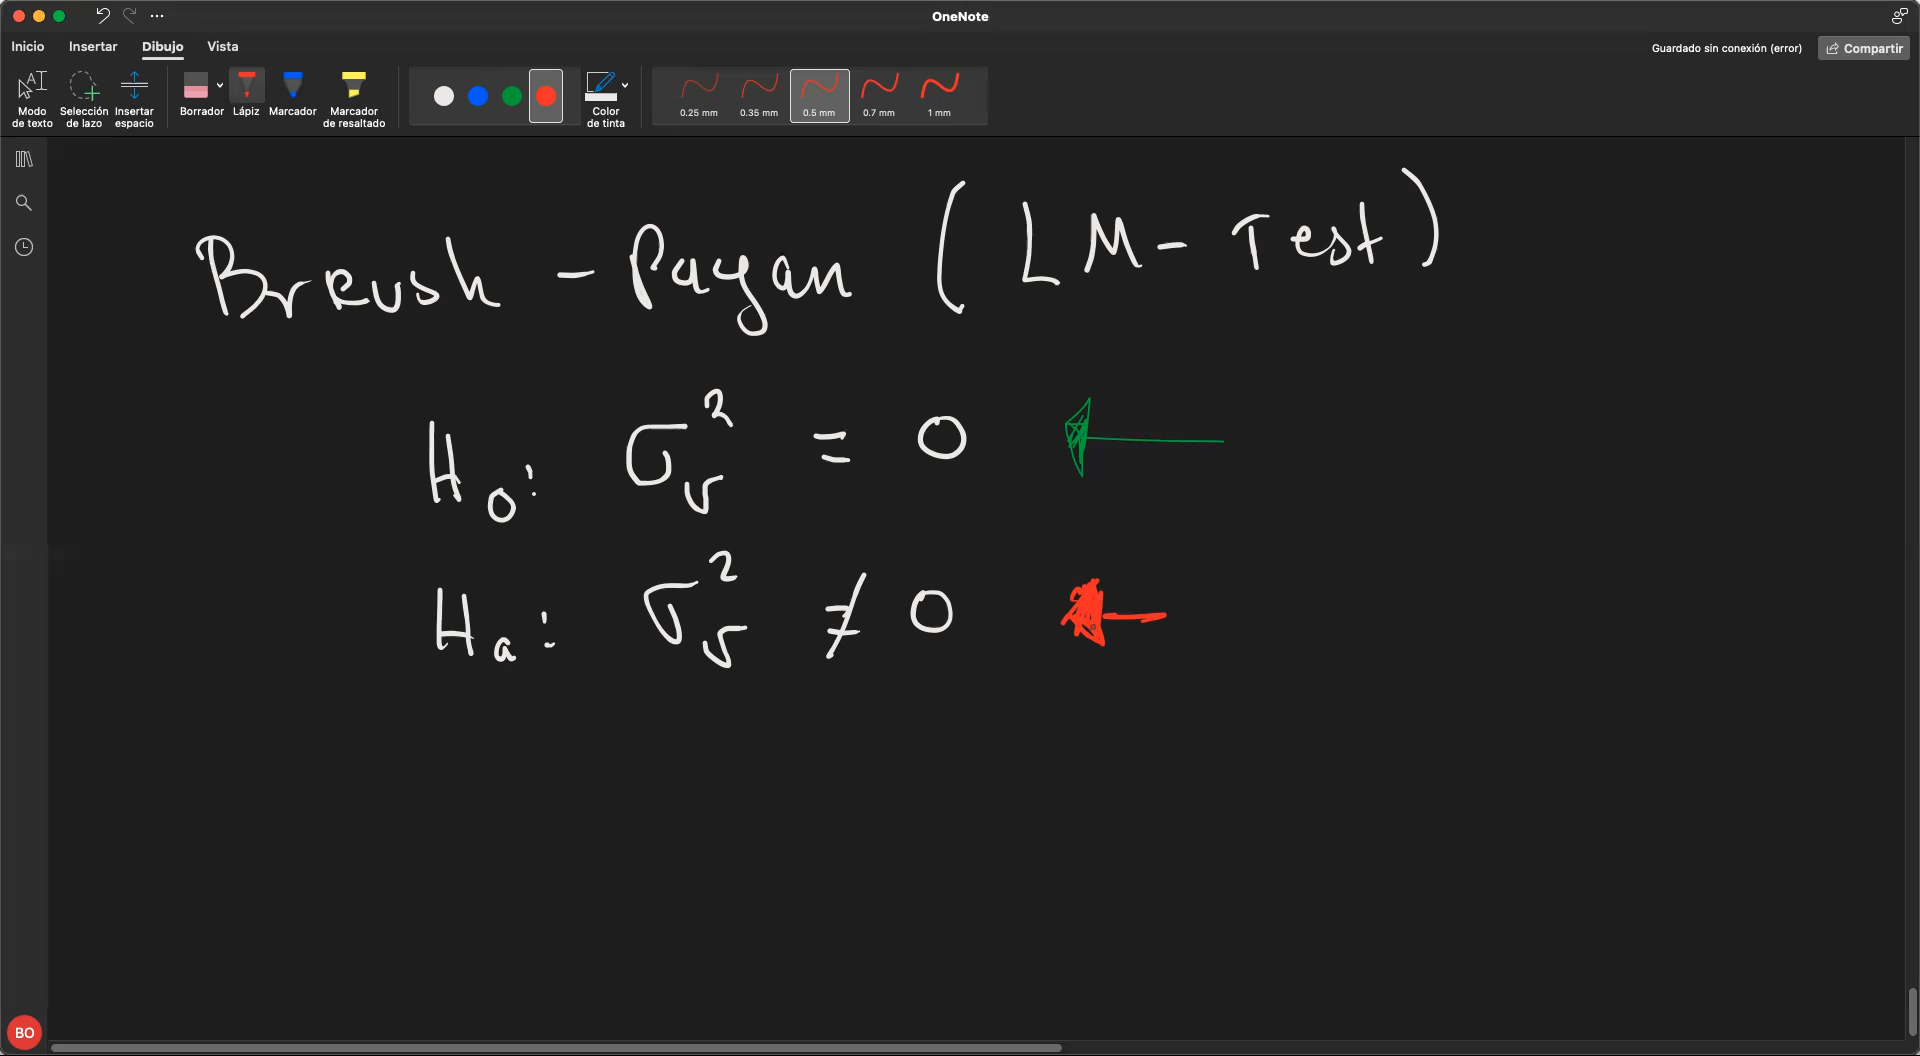 OneNote
Inicio Insertar Dibujo Vista
Guardado sin conexión (error) Compartir
Modo de texto
Selección de lazo
Insertar espacio
Borrador
Lápiz
Marcador
Marcador de resaltado
Color de tinta
0.25 mm 0.35 mm 0.5 mm 0.7 mm 1 mm
Breush - Pagan (LM - Test)
H₀: σᵥ² = 0
Hₐ: σᵥ² ≠ 0
BO